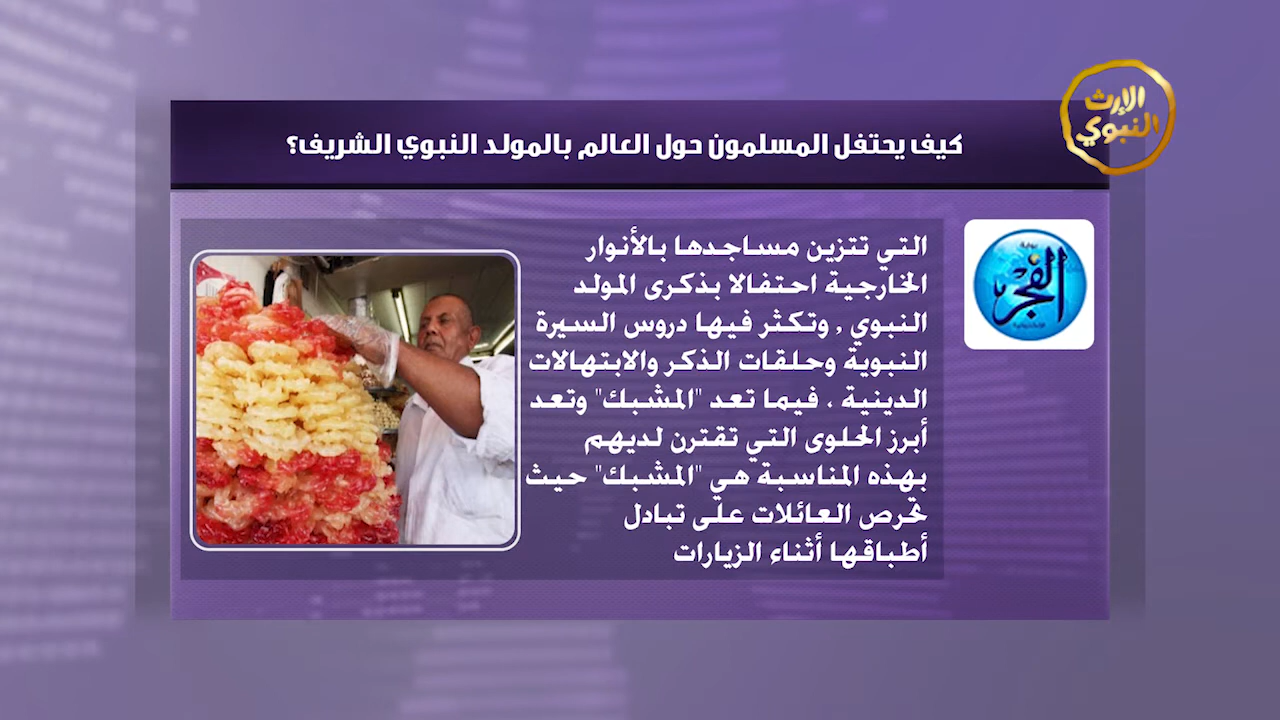 الإرث
النبوي
كيف يحتفل المسلمون حول العالم بالمولد النبوي الشريف؟
الفجر
التي تتزين مساجدها بالأنوار
الخارجية احتفالا بذكرى المولد
النبوي , وتكثر فيها دروس السيرة
النبوية وحلقات الذكر والابتهالات
الدينية ، فيما تعد "المشبك" وتعد
أبرز الحلوى التي تقترن لديهم
بهذه المناسبة هي "المشبك" حيث
تحرص العائلات على تبادل
أطباقها أثناء الزيارات